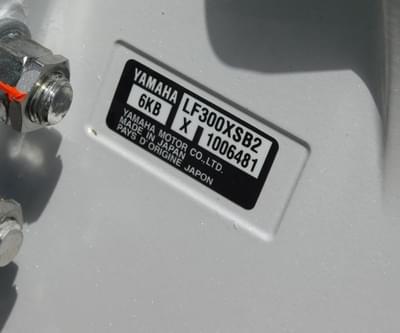 YAMAHA LF300XSB2
6KB X 1006481
YAMAHA MOTOR CO.,LTD.
MADE IN JAPAN
PAYS D'ORIGINE JAPON